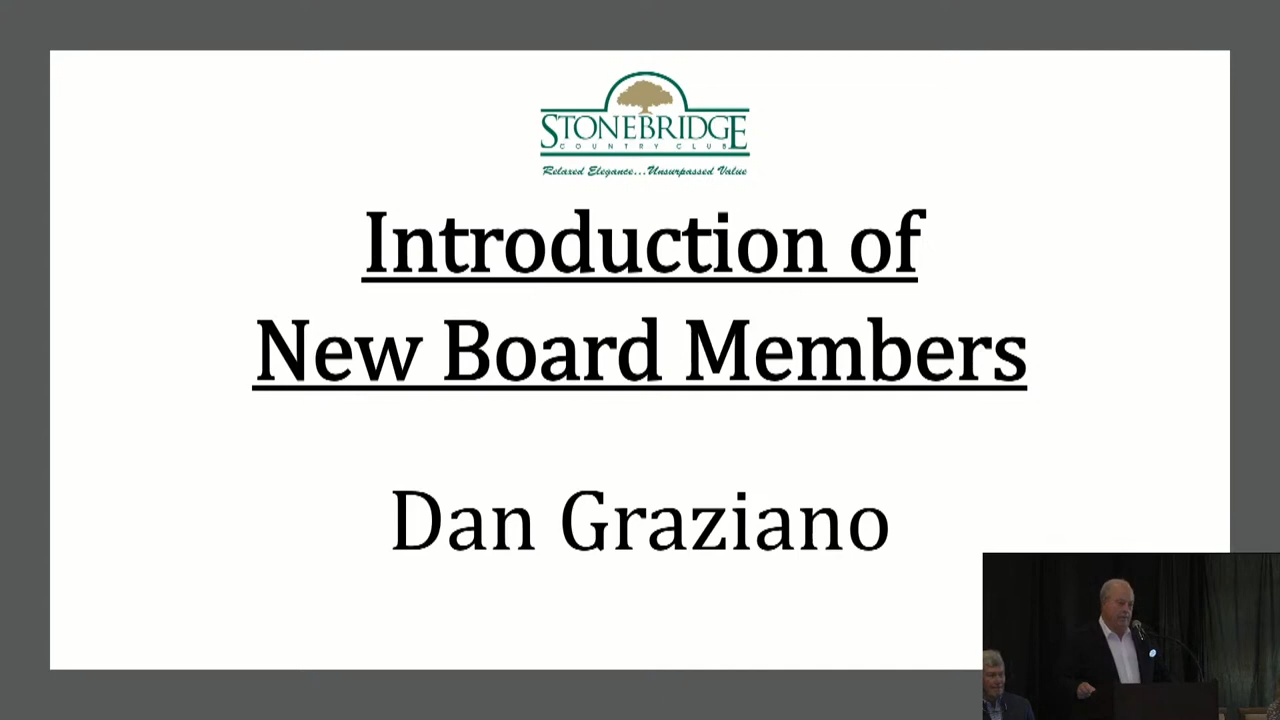 STONEBRIDGE
COUNTRY CLUB
Relaxed Elegance...Unsurpassed Value
Introduction of
New Board Members
Dan Graziano